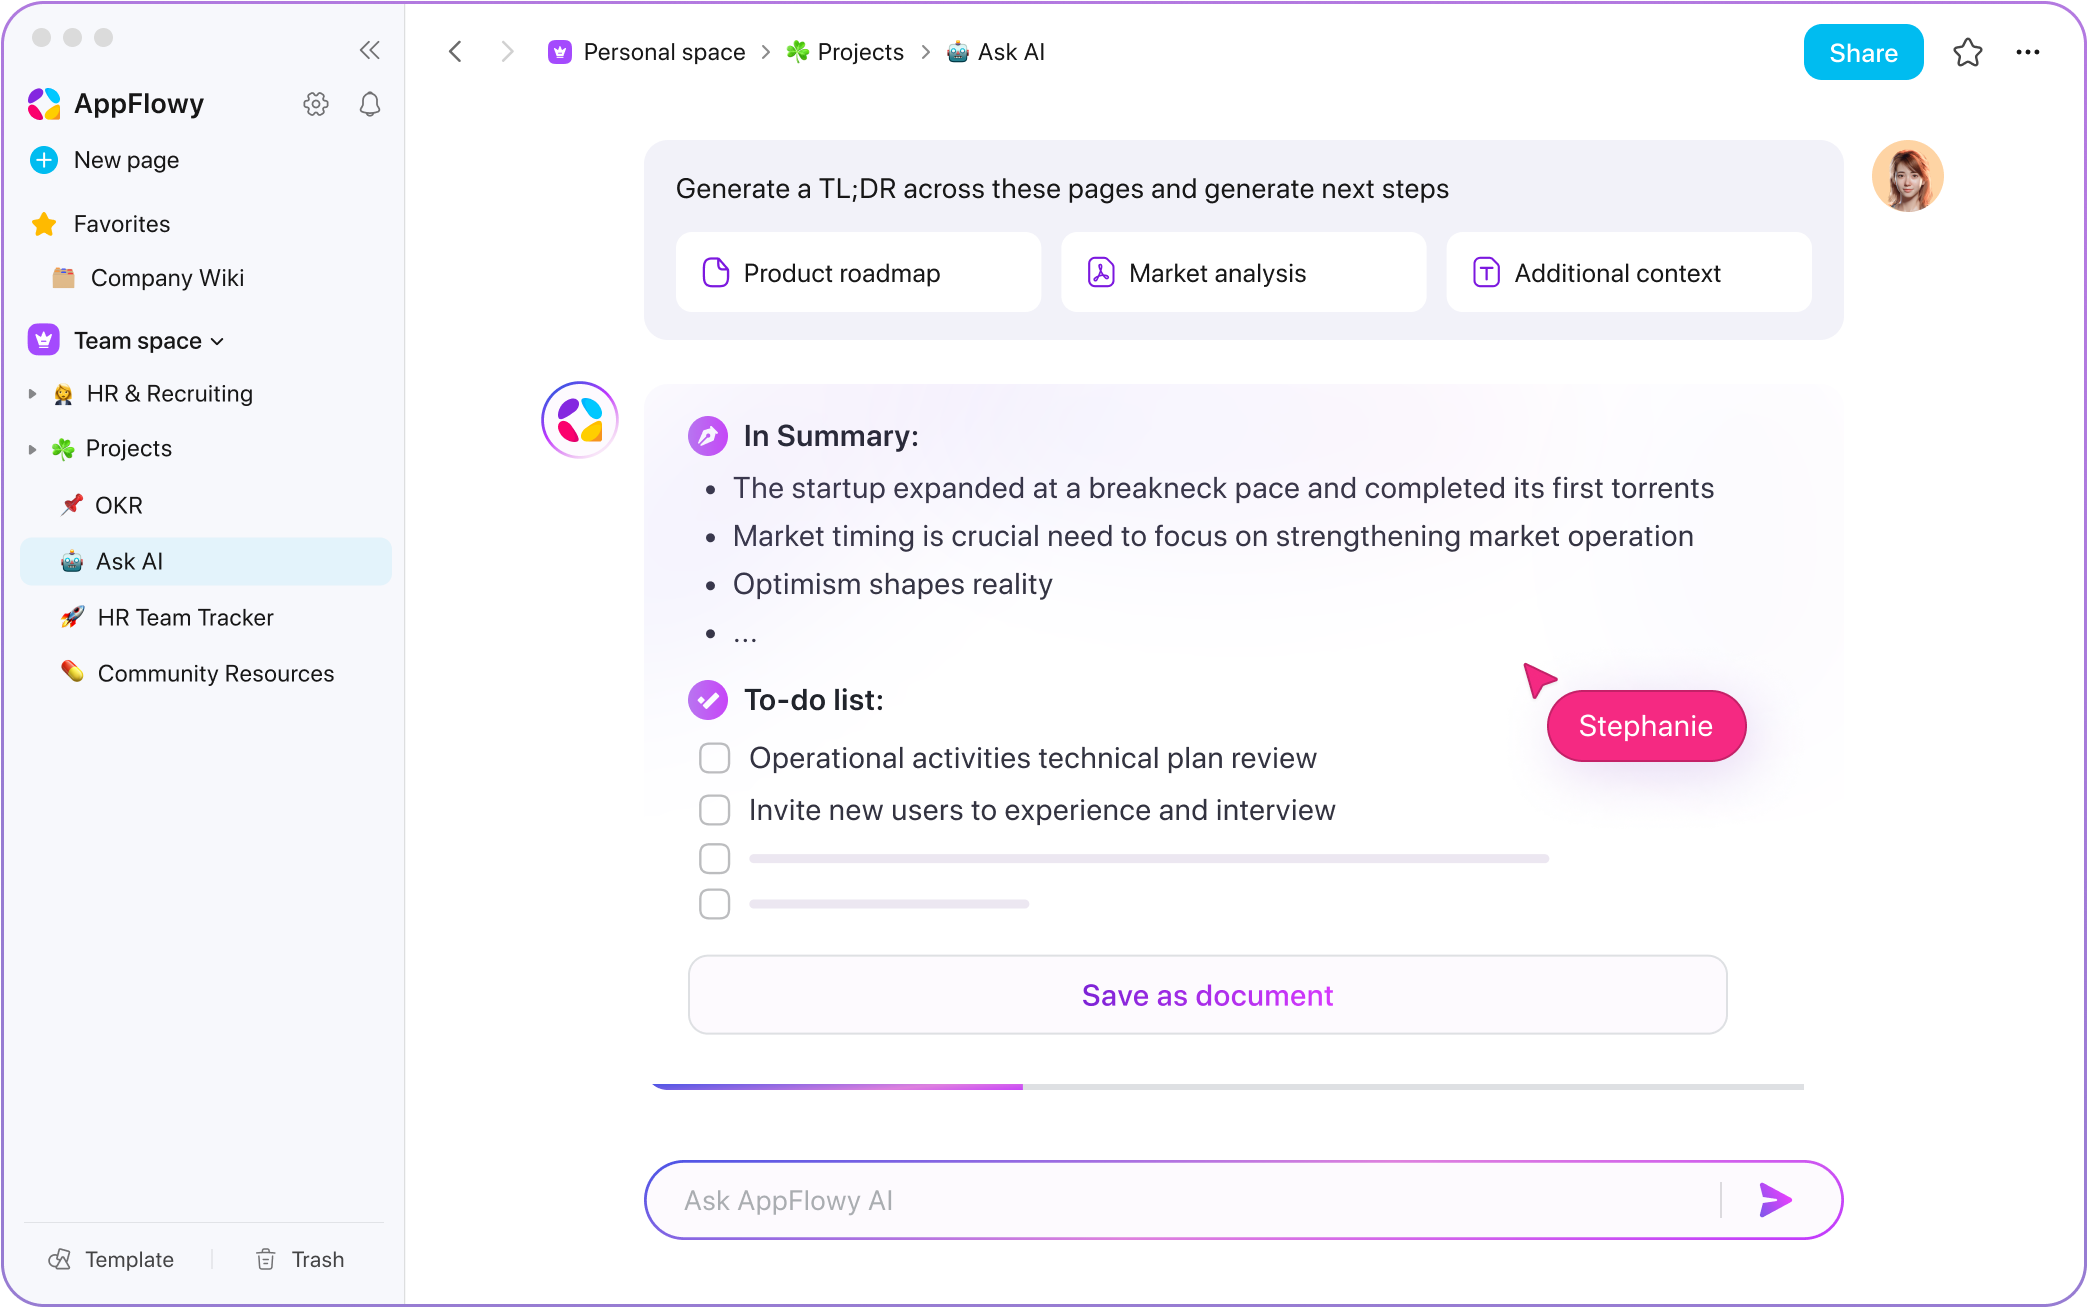 AppFlowy
New page
Favorites
Company Wiki
Team space
HR & Recruiting
Projects
OKR
Ask AI
HR Team Tracker
Community Resources
Template
Trash
Personal space > Projects > Ask AI
Share
Generate a TL;DR across these pages and generate next steps
Product roadmap
Market analysis
Additional context
In Summary:
• The startup expanded at a breakneck pace and completed its first torrents
• Market timing is crucial need to focus on strengthening market operation
• Optimism shapes reality
• ...
To-do list:
Operational activities technical plan review
Invite new users to experience and interview
Stephanie
Save as document
Ask AppFlowy AI